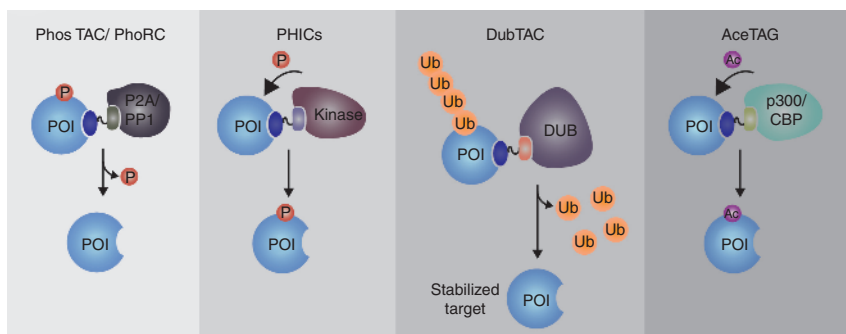 Phos TAC/ PhoRC
P
POI
P2A/
PP1
P
POI
PHICs
P
POI
Kinase
P
POI
DubTAC
Ub
Ub
Ub
Ub
POI
DUB
Ub
Ub
Ub
Ub
Ub
Stabilized
target
POI
AceTAG
Ac
POI
p300/
CBP
Ac
POI